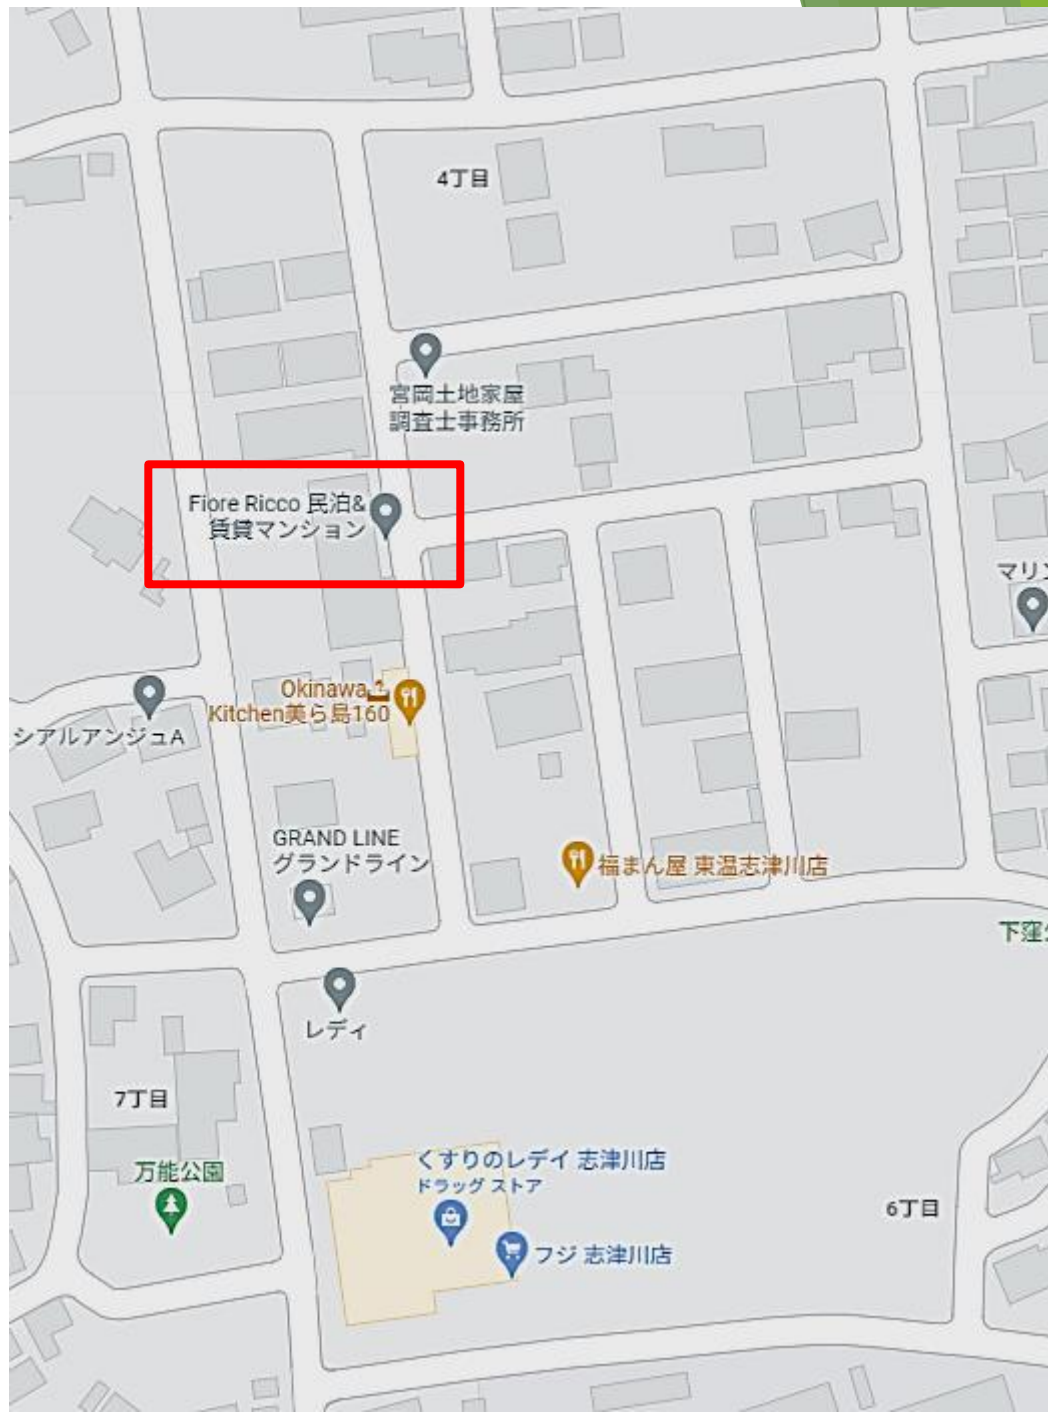 4丁目
宮岡土地家屋
調査士事務所
Fiore Ricco 民泊&
賃貸マンション
マリン
Okinawa
Kitchen美ら島160
シアルアンジュA
GRAND LINE
グランドライン
福まん屋 東温志津川店
下窪
レディ
7丁目
万能公園
くすりのレデイ 志津川店
ドラッグ ストア
6丁目
フジ 志津川店